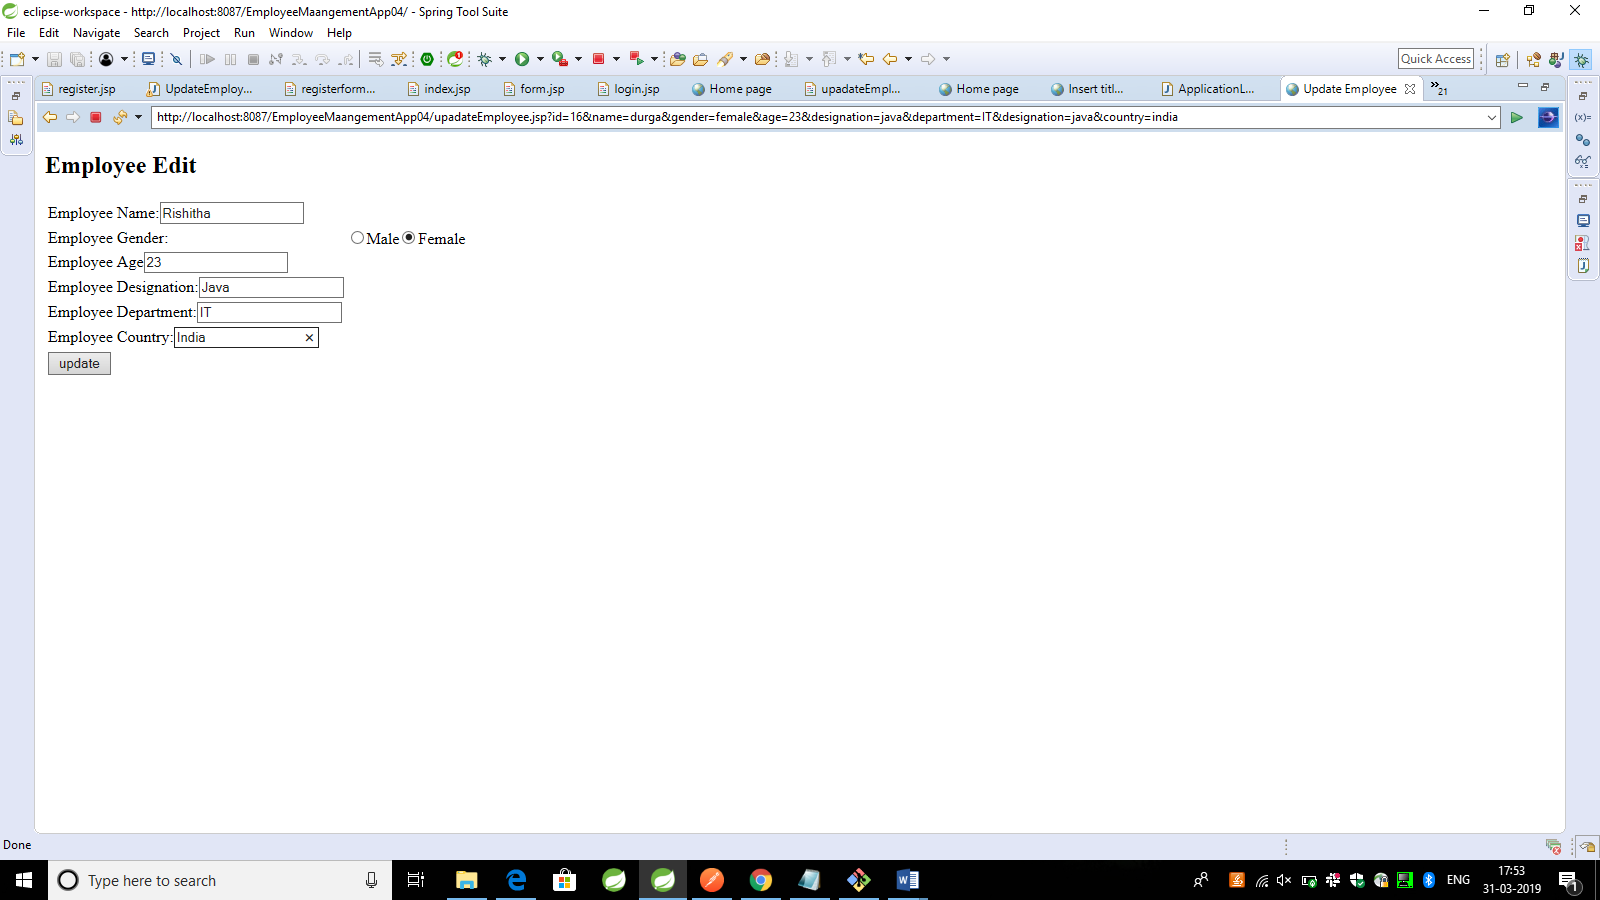 eclipse-workspace - http://localhost:8087/EmployeeMaangementApp04/ - Spring Tool Suite
File Edit Navigate Search Project Run Window Help
Quick Access
register.jsp UpdateEmploy... registerform... index.jsp form.jsp login.jsp Home page upadateEmpl... Home page Insert titl... ApplicationL... Update Employee »21
http://localhost:8087/EmployeeMaangementApp04/upadateEmployee.jsp?id=16&name=durga&gender=female&age=23&designation=java&department=IT&designation=java&country=india
Employee Edit
Employee Name: Rishitha
Employee Gender: Male Female
Employee Age 23
Employee Designation: Java
Employee Department: IT
Employee Country: India
update
Done
Type here to search
ENG
17:53
31-03-2019
1